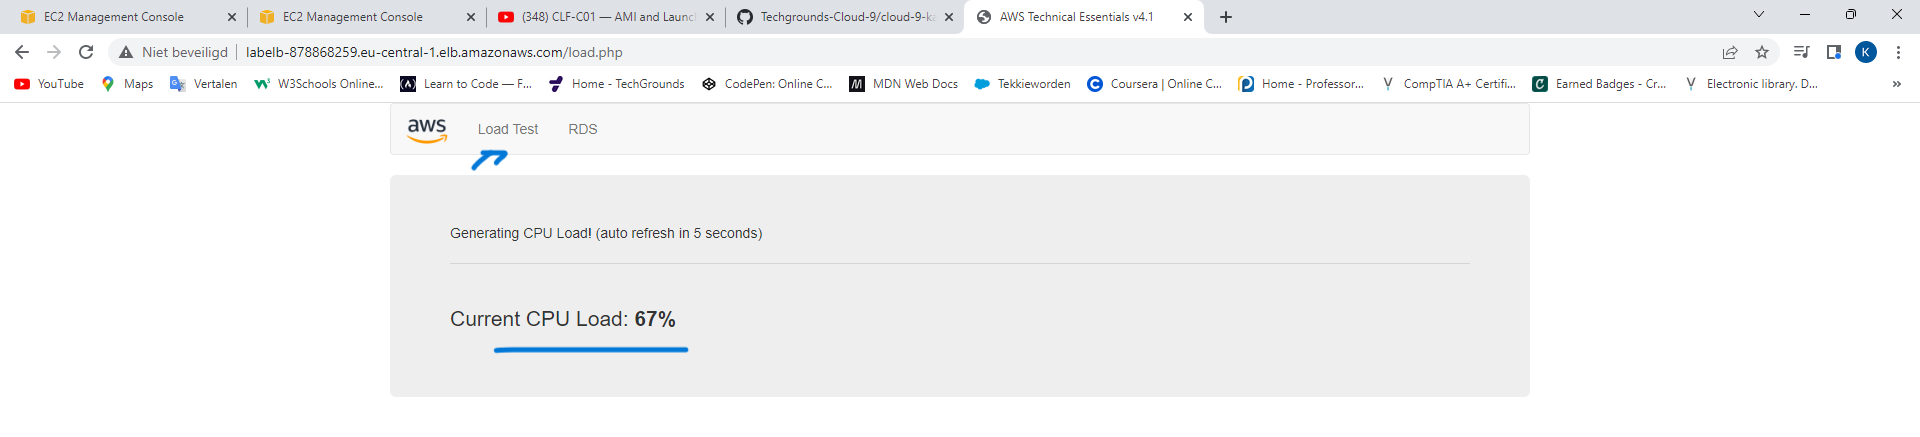 EC2 Management Console
EC2 Management Console
(348) CLF-C01 — AMI and Launc
Techgrounds-Cloud-9/cloud-9-k
AWS Technical Essentials v4.1
Niet beveiligd
labelb-878868259.eu-central-1.elb.amazonaws.com/load.php
K
YouTube
Maps
Vertalen
W3Schools Online...
Learn to Code — F...
Home - TechGrounds
CodePen: Online C...
MDN Web Docs
Tekkieworden
Coursera | Online C...
Home - Professor...
CompTIA A+ Certifi...
Earned Badges - Cr...
Electronic library. D...
aws
Load Test
RDS
Generating CPU Load! (auto refresh in 5 seconds)
Current CPU Load: 67%